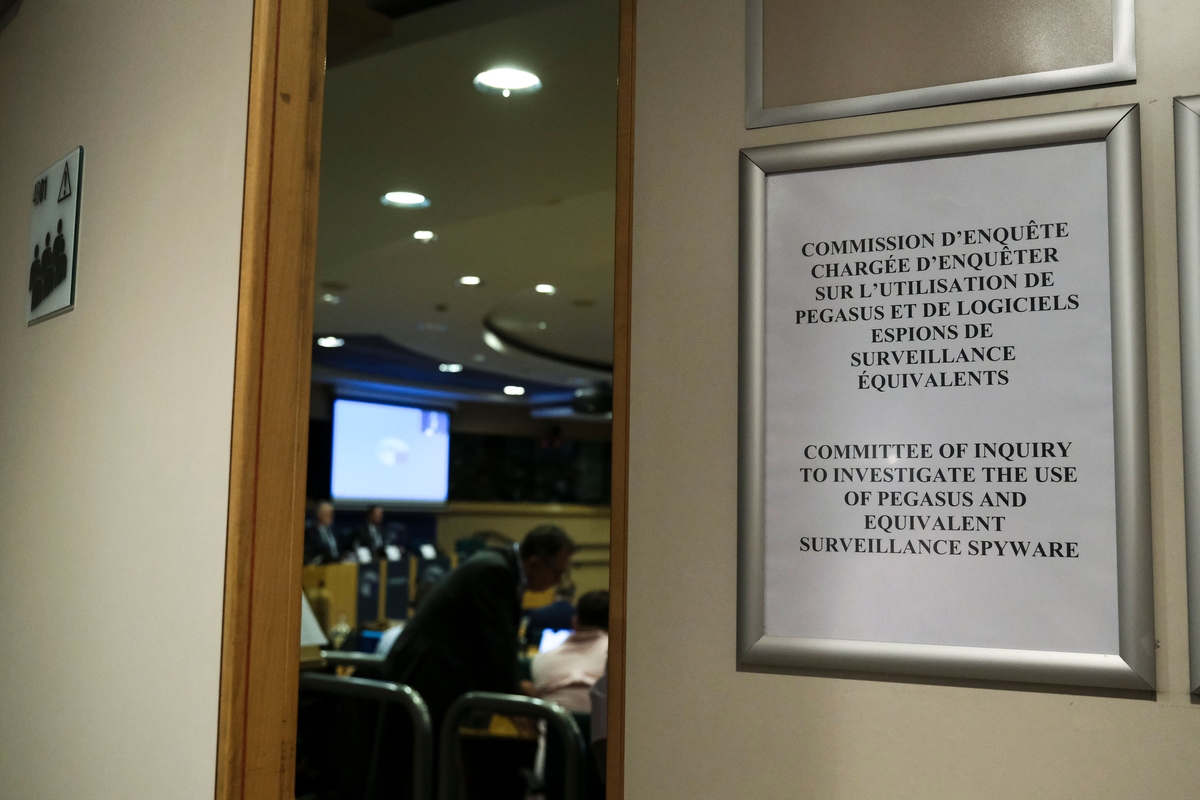 COMMISSION D'ENQUÊTE
CHARGÉE D'ENQUÊTER
SUR L'UTILISATION DE
PEGASUS ET DE LOGICIELS
ESPIONS DE
SURVEILLANCE
ÉQUIVALENTS
COMMITTEE OF INQUIRY
TO INVESTIGATE THE USE
OF PEGASUS AND
EQUIVALENT
SURVEILLANCE SPYWARE